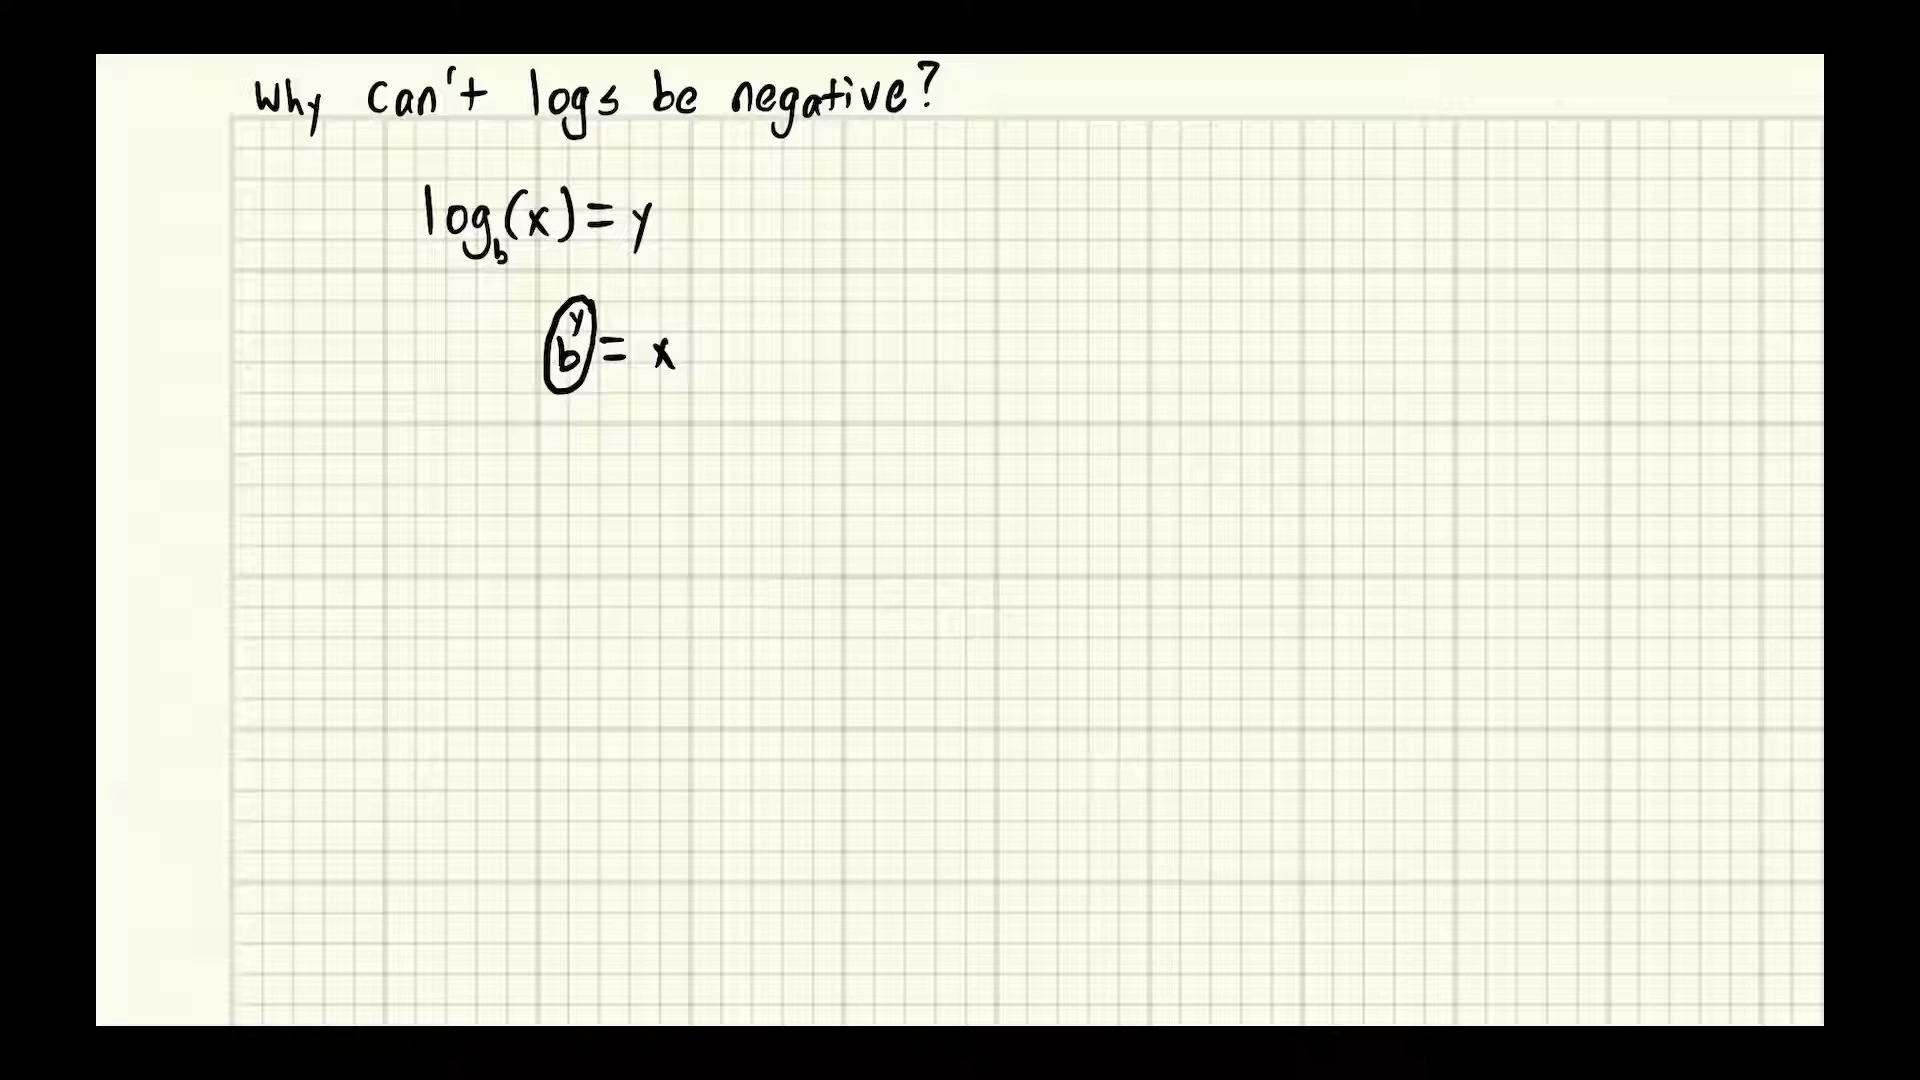 Why can't logs be negative?
log_b(x) = y
b^y = x